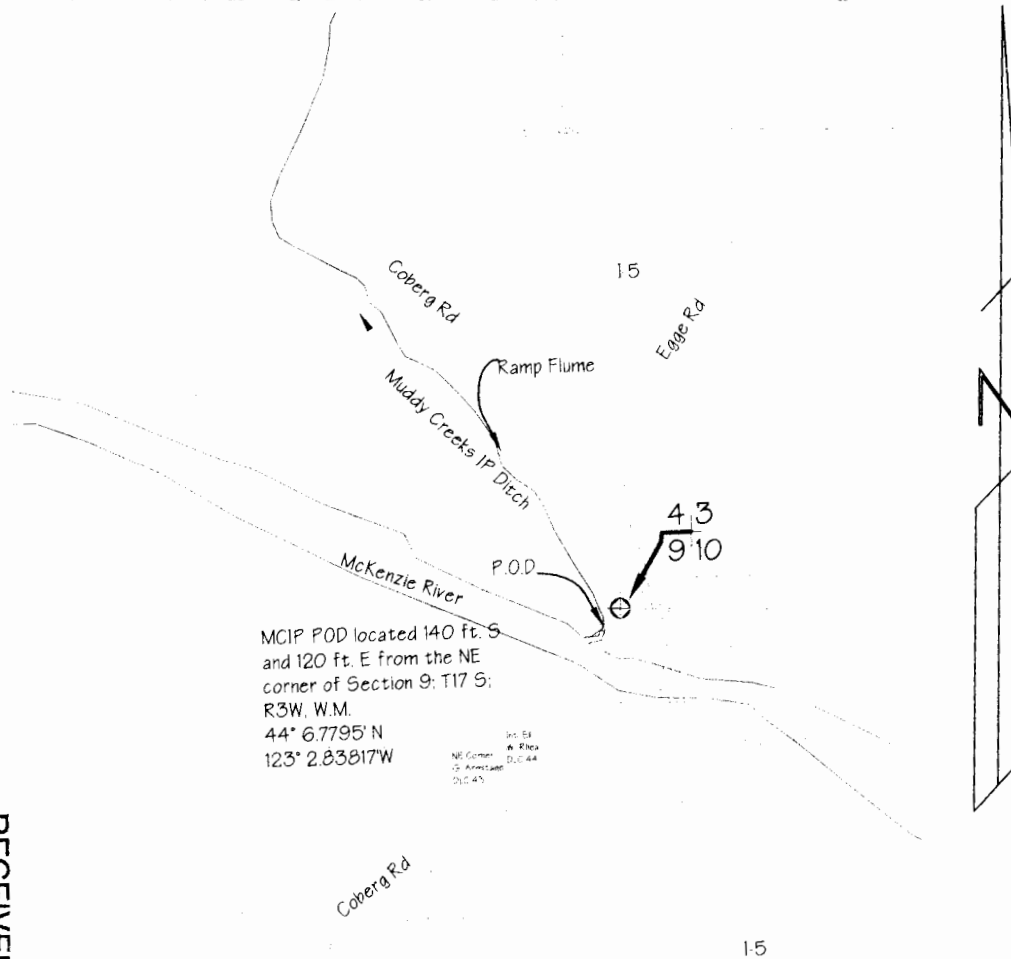 Coberg Rd
I 5
Egge Rd
Ramp Flume
Muddy Creeks IP Ditch
4 3
9 10
P.O.D
McKenzie River
MCIP POD located 140 ft. S
and 120 ft. E from the NE
corner of Section 9; T17 S;
R3W, W.M.
44° 6.7795' N
123° 2.83817'W
NE Corner
D.L.C 44
Coberg Rd
I-5
N